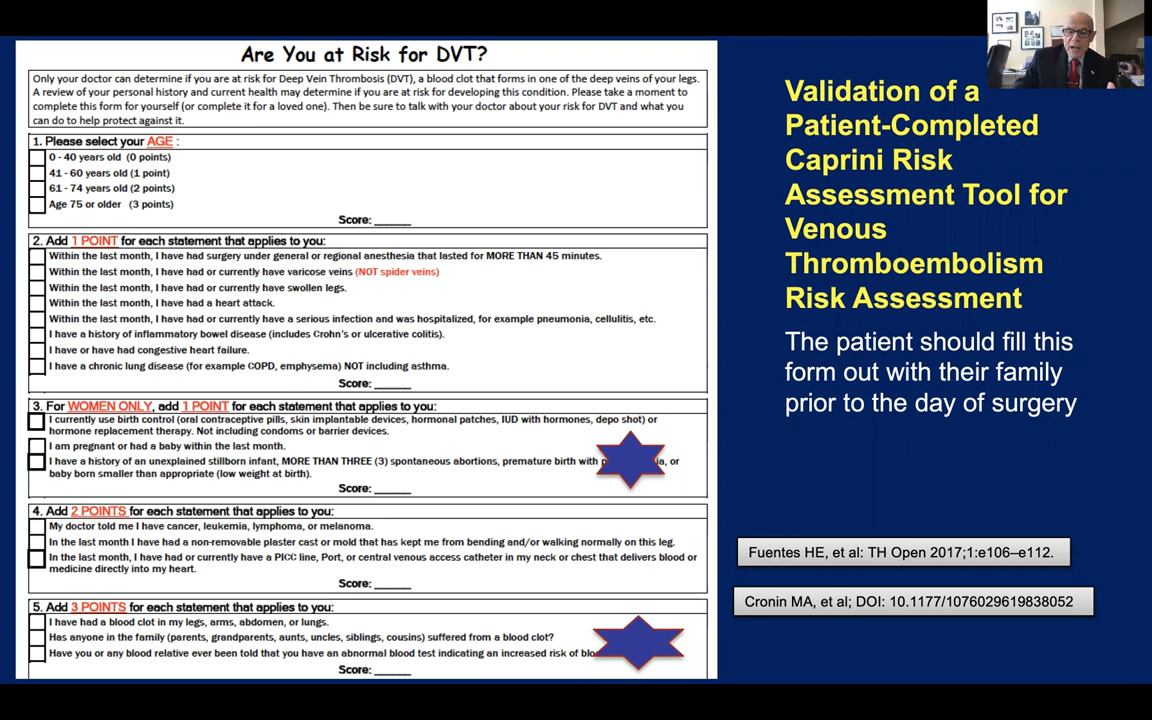 Are You at Risk for DVT?
Only your doctor can determine if you are at risk for Deep Vein Thrombosis (DVT), a blood clot that forms in one of the deep veins of your legs.
A review of your personal history and current health may determine if you are at risk for developing this condition. Please take a moment to
complete this form for yourself (or complete it for a loved one). Then be sure to talk with your doctor about your risk for DVT and what you
can do to help protect against it.
1. Please select your AGE :
0 - 40 years old (0 points)
41 - 60 years old (1 point)
61 - 74 years old (2 points)
Age 75 or older (3 points)
Score: ______
2. Add 1 POINT for each statement that applies to you:
Within the last month, I have had surgery under general or regional anesthesia that lasted for MORE THAN 45 minutes.
Within the last month, I have had or currently have varicose veins (NOT spider veins)
Within the last month, I have had or currently have swollen legs.
Within the last month, I have had a heart attack.
Within the last month, I have had or currently have a serious infection and was hospitalized, for example pneumonia, cellulitis, etc.
I have a history of inflammatory bowel disease (includes Crohn's or ulcerative colitis).
I have or have had congestive heart failure.
I have a chronic lung disease (for example COPD, emphysema) NOT including asthma.
Score: ______
3. For WOMEN ONLY, add 1 POINT for each statement that applies to you:
I currently use birth control (oral contraceptive pills, skin implantable devices, hormonal patches, IUD with hormones, depo shot) or
hormone replacement therapy. Not including condoms or barrier devices.
I am pregnant or had a baby within the last month.
I have a history of an unexplained stillborn infant, MORE THAN THREE (3) spontaneous abortions, premature birth with or
baby born smaller than appropriate (low weight at birth).
Score: ______
4. Add 2 POINTS for each statement that applies to you:
My doctor told me I have cancer, leukemia, lymphoma, or melanoma.
In the last month I have had a non-removable plaster cast or mold that has kept me from bending and/or walking normally on this leg.
In the last month, I have had or currently have a PICC line, Port, or central venous access catheter in my neck or chest that delivers blood or
medicine directly into my heart.
Score: ______
5. Add 3 POINTS for each statement that applies to you:
I have had a blood clot in my legs, arms, abdomen, or lungs.
Has anyone in the family (parents, grandparents, aunts, uncles, siblings, cousins) suffered from a blood clot?
Have you or any blood relative ever been told that you have an abnormal blood test indicating an increased risk of
Score: ______
Validation of a
Patient-Completed
Caprini Risk
Assessment Tool for
Venous
Thromboembolism
Risk Assessment
The patient should fill this
form out with their family
prior to the day of surgery
Fuentes HE, et al: TH Open 2017;1:e106–e112.
Cronin MA, et al; DOI: 10.1177/1076029619838052